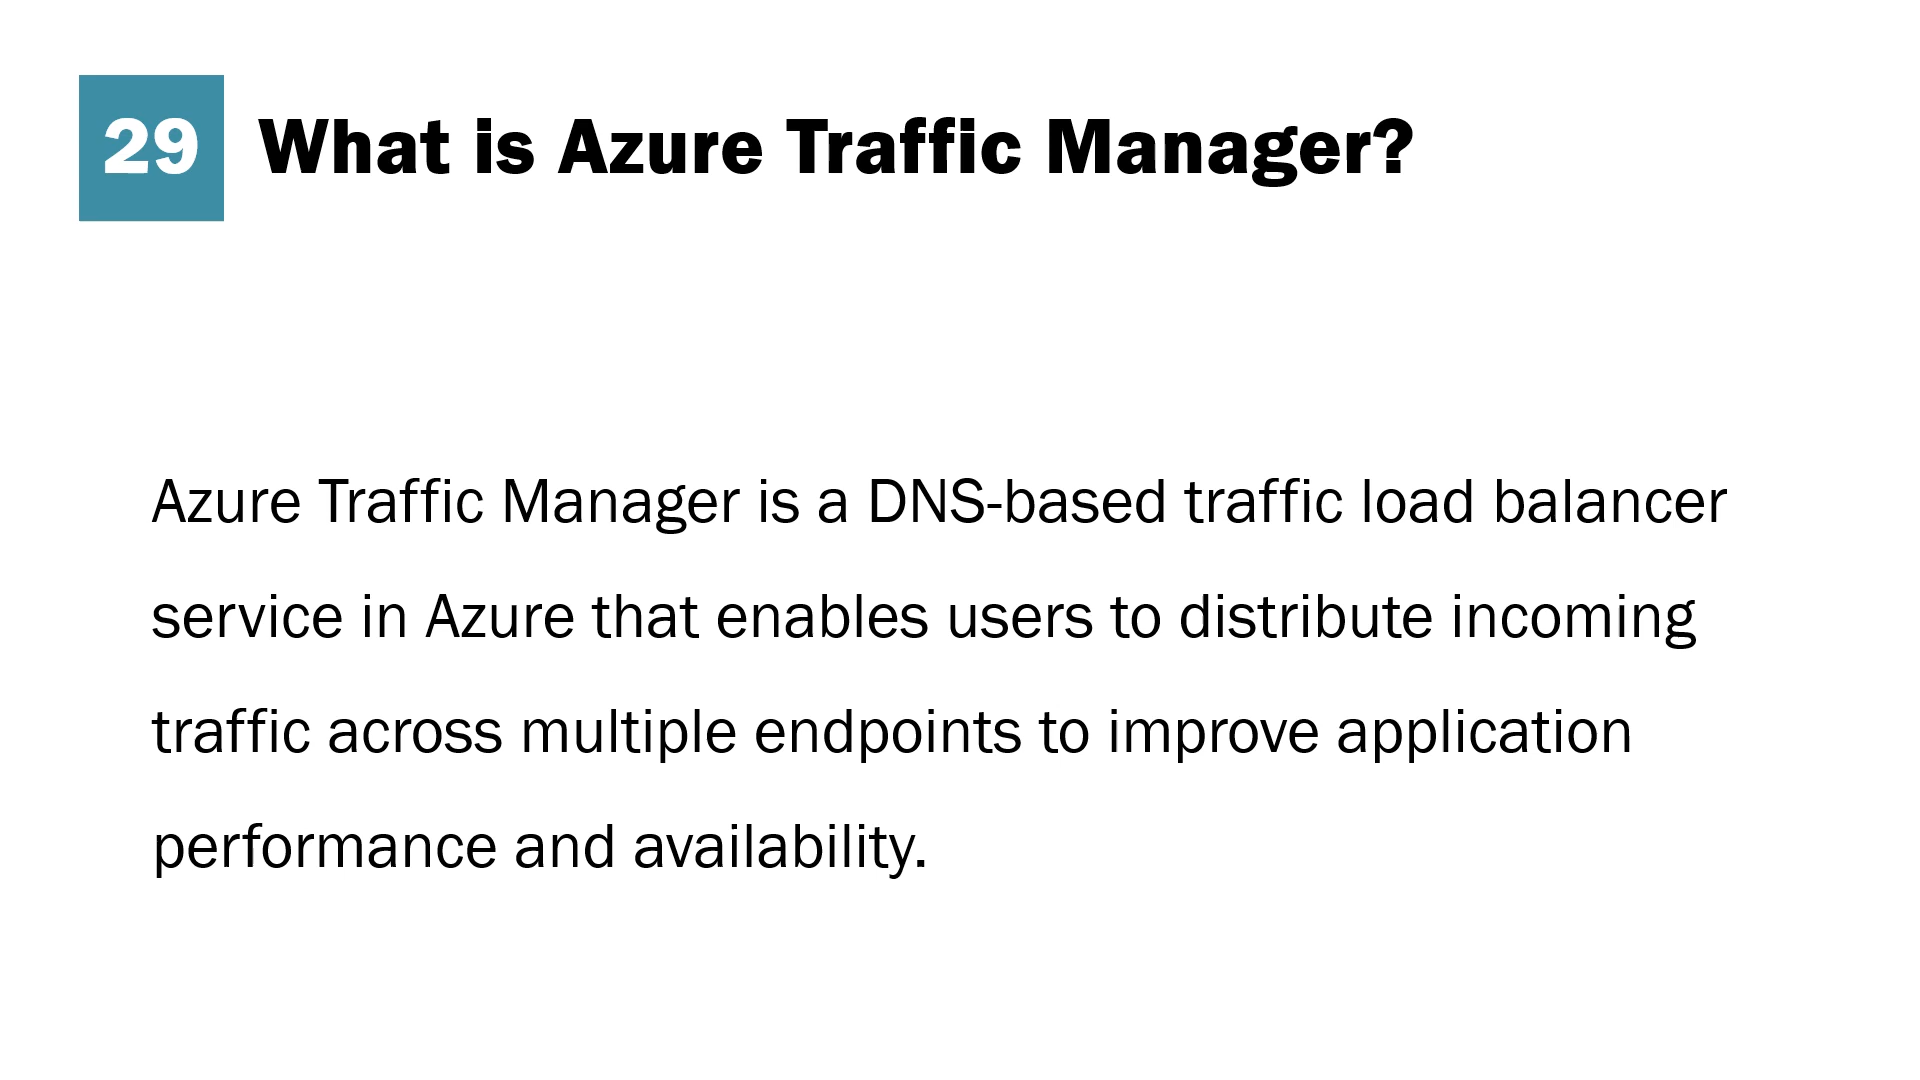 29 What is Azure Traffic Manager?
Azure Traffic Manager is a DNS-based traffic load balancer
service in Azure that enables users to distribute incoming
traffic across multiple endpoints to improve application
performance and availability.